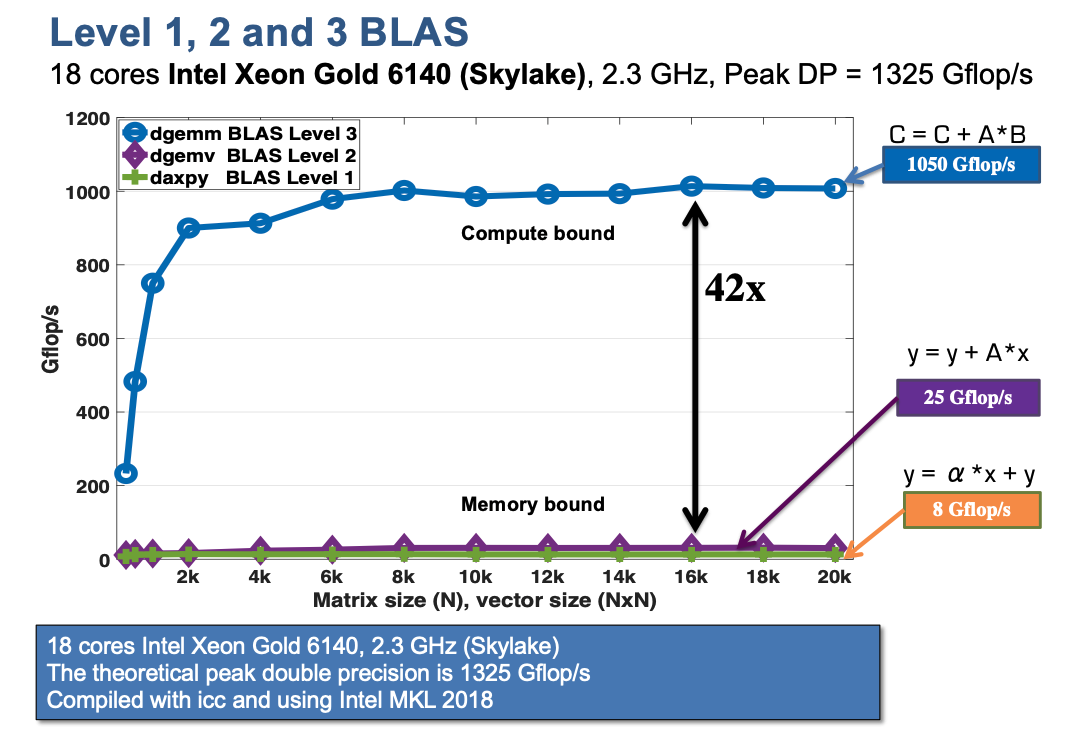 Level 1, 2 and 3 BLAS
18 cores Intel Xeon Gold 6140 (Skylake), 2.3 GHz, Peak DP = 1325 Gflop/s
1200
1000
800
600
400
200
0
Gflop/s
dgemm BLAS Level 3
dgemv BLAS Level 2
daxpy BLAS Level 1
C = C + A*B
1050 Gflop/s
Compute bound
42x
y = y + A*x
25 Gflop/s
y = α *x + y
8 Gflop/s
Memory bound
2k 4k 6k 8k 10k 12k 14k 16k 18k 20k
Matrix size (N), vector size (NxN)
18 cores Intel Xeon Gold 6140, 2.3 GHz (Skylake)
The theoretical peak double precision is 1325 Gflop/s
Compiled with icc and using Intel MKL 2018